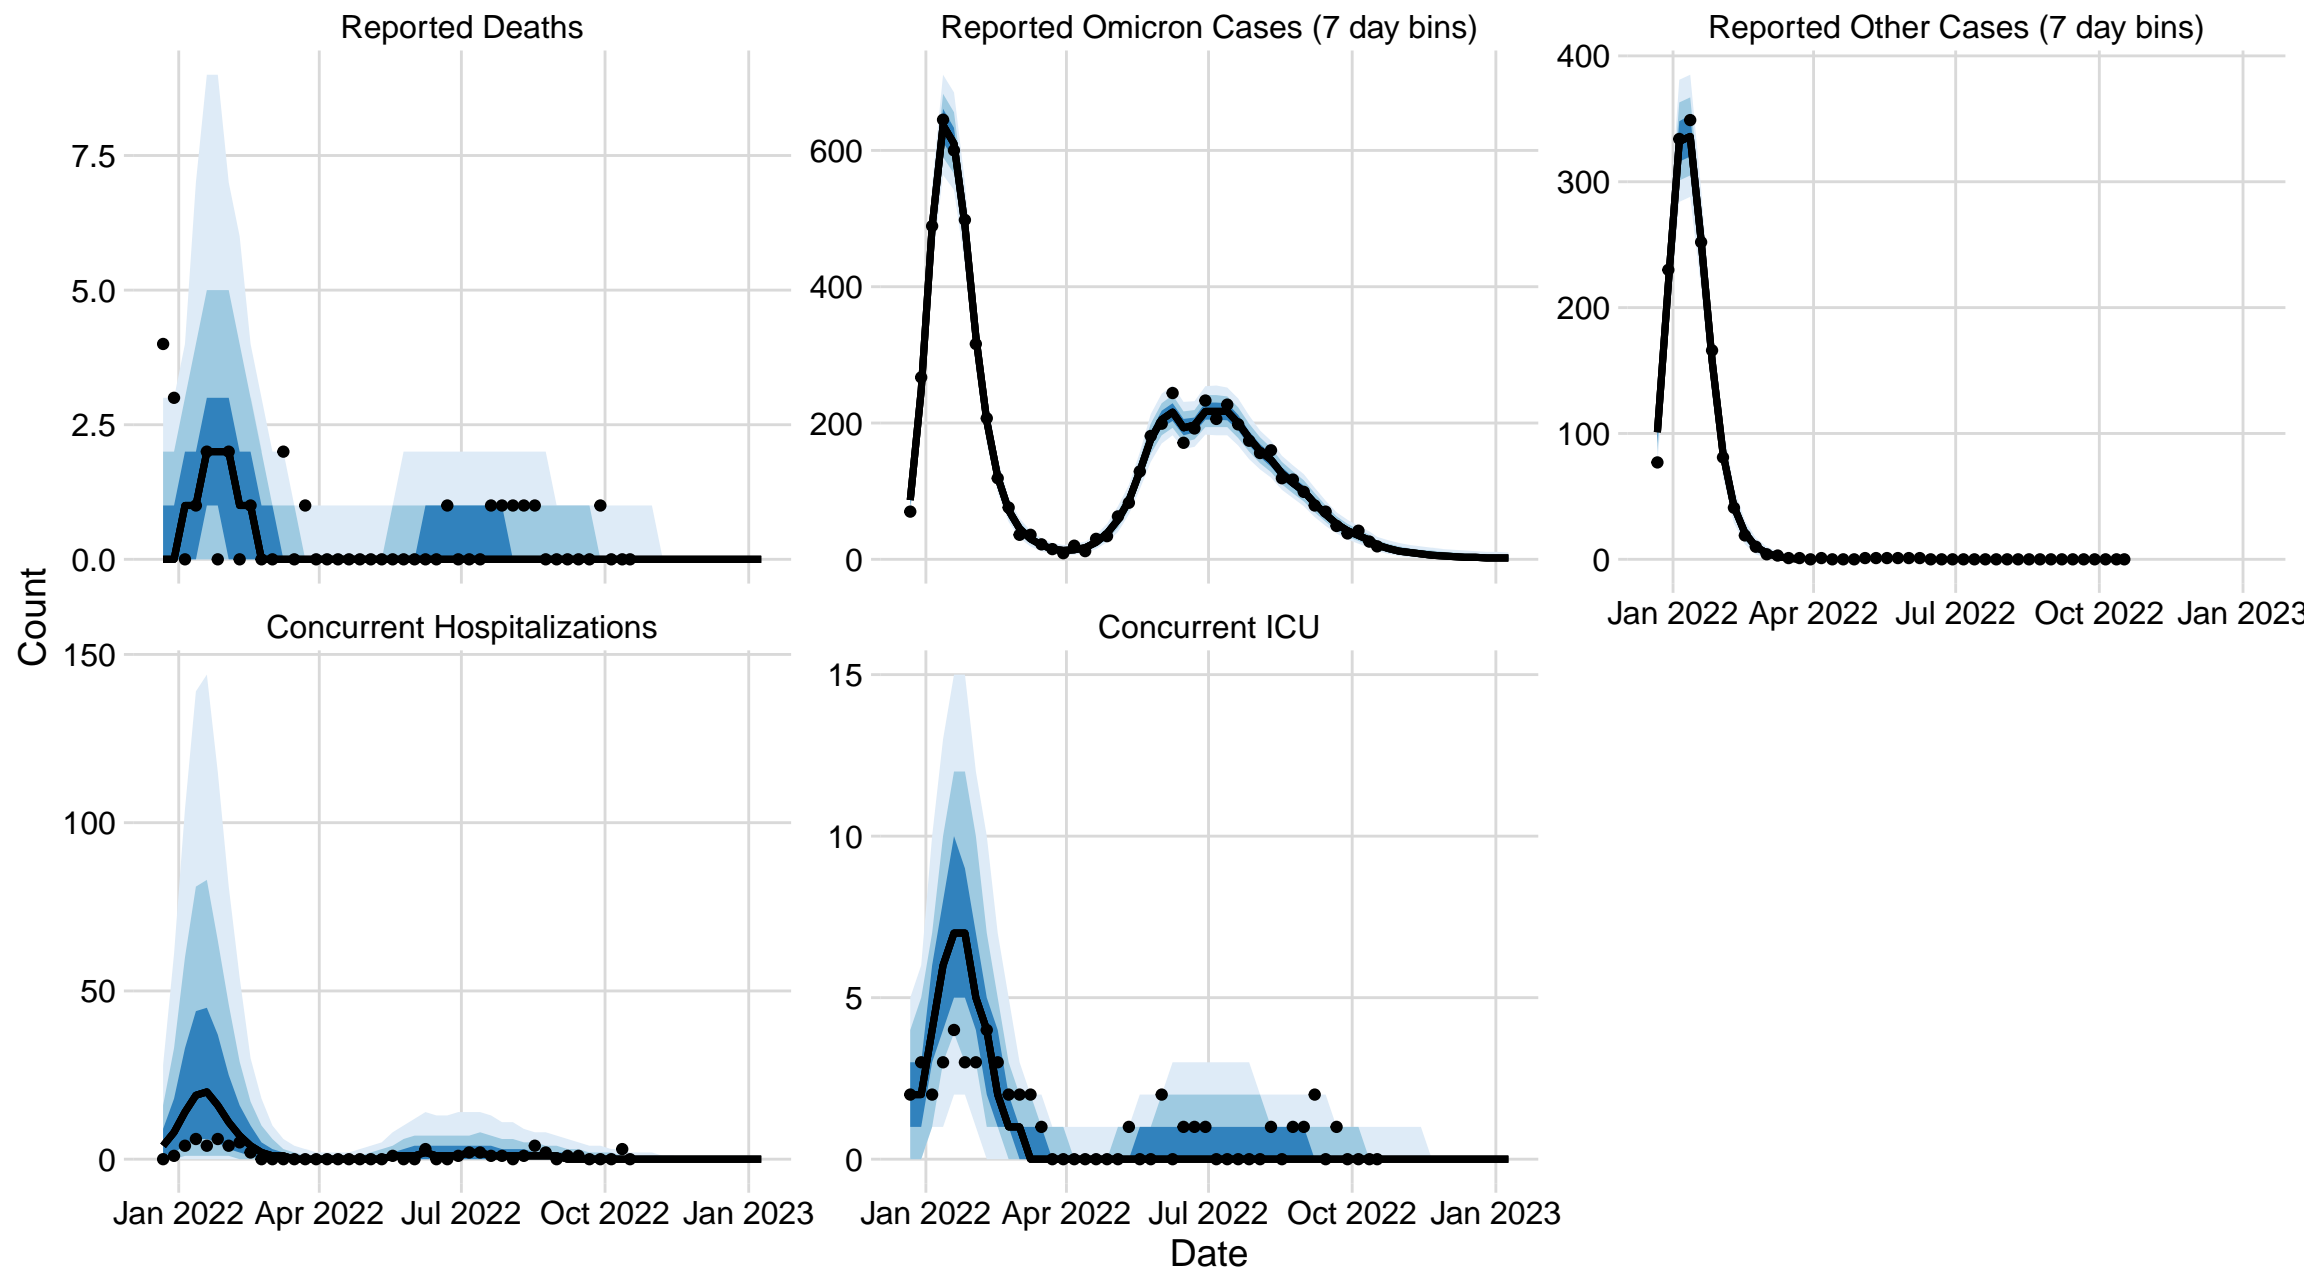 Reported Deaths
Reported Omicron Cases (7 day bins)
Reported Other Cases (7 day bins)
7.5
5.0
2.5
0.0
600
400
200
0
400
300
200
100
0
Jan 2022 Apr 2022 Jul 2022 Oct 2022 Jan 2023
Count
Concurrent Hospitalizations
Concurrent ICU
150
100
50
0
15
10
5
0
Jan 2022 Apr 2022 Jul 2022 Oct 2022 Jan 2023
Jan 2022 Apr 2022 Jul 2022 Oct 2022 Jan 2023
Date